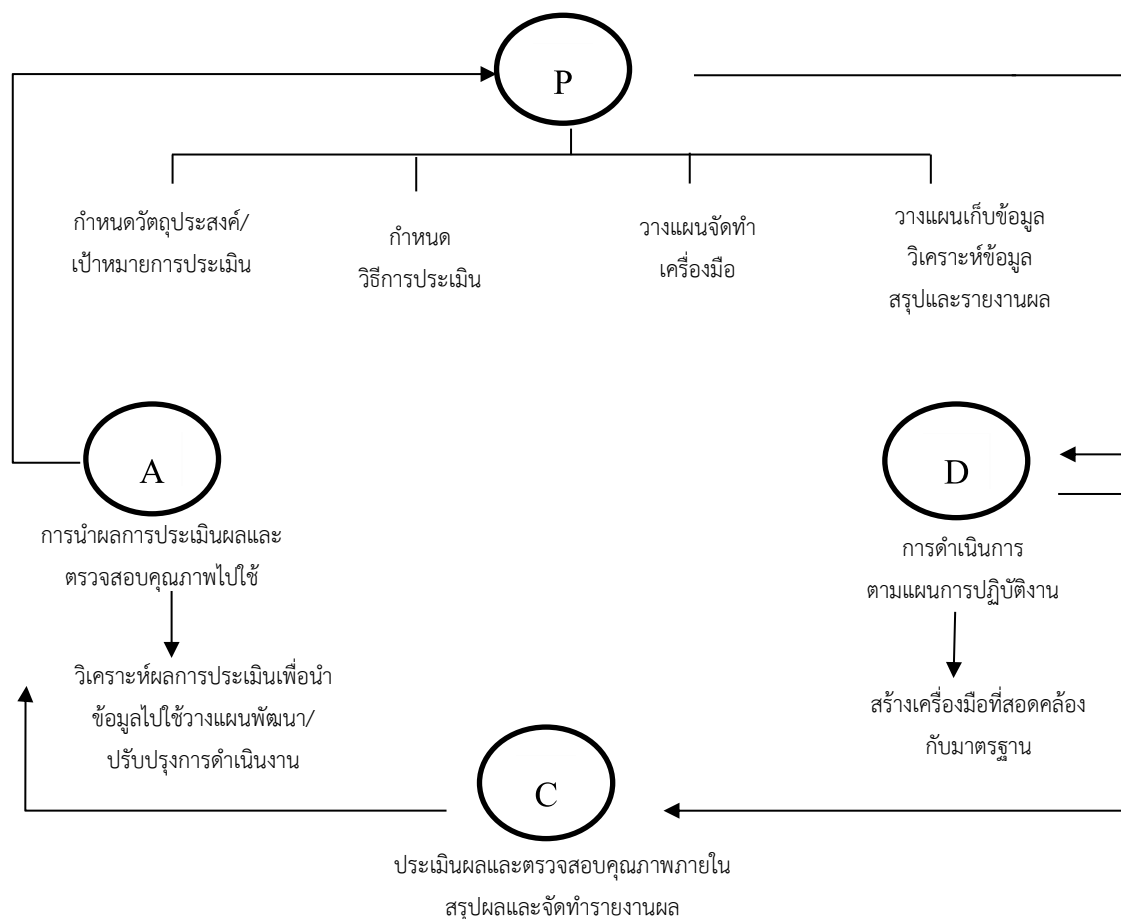 P
กำหนดวัตถุประสงค์/
เป้าหมายการประเมิน
กำหนด
วิธีการประเมิน
วางแผนจัดทำ
เครื่องมือ
วางแผนเก็บข้อมูล
วิเคราะห์ข้อมูล
สรุปและรายงานผล
A
การนำผลการประเมินผลและ
ตรวจสอบคุณภาพไปใช้
วิเคราะห์ผลการประเมินเพื่อนำ
ข้อมูลไปใช้วางแผนพัฒนา/
ปรับปรุงการดำเนินงาน
D
การดำเนินการ
ตามแผนการปฏิบัติงาน
สร้างเครื่องมือที่สอดคล้อง
กับมาตรฐาน
C
ประเมินผลและตรวจสอบคุณภาพภายใน
สรุปผลและจัดทำรายงานผล